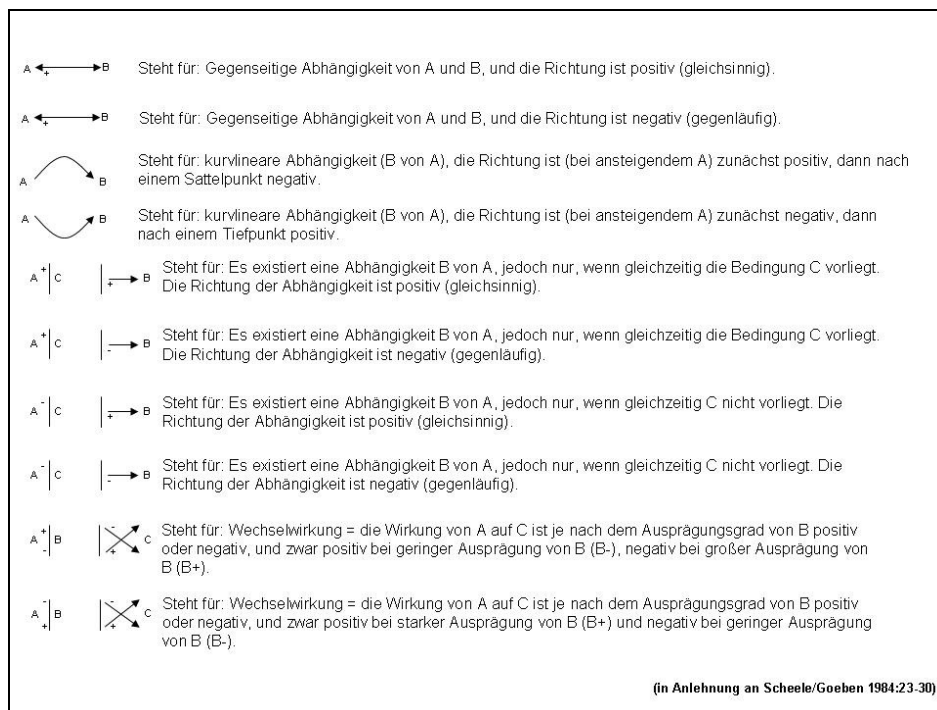 A + B Steht für: Gegenseitige Abhängigkeit von A und B, und die Richtung ist positiv (gleichsinnig).
A + B Steht für: Gegenseitige Abhängigkeit von A und B, und die Richtung ist negativ (gegenläufig).
Steht für: kurvlineare Abhängigkeit (B von A), die Richtung ist (bei ansteigendem A) zunächst positiv, dann nach
A B einem Sattelpunkt negativ.
A B Steht für: kurvlineare Abhängigkeit (B von A), die Richtung ist (bei ansteigendem A) zunächst negativ, dann
nach einem Tiefpunkt positiv.
A + C + B Steht für: Es existiert eine Abhängigkeit B von A, jedoch nur, wenn gleichzeitig die Bedingung C vorliegt.
Die Richtung der Abhängigkeit ist positiv (gleichsinnig).
A + C - B Steht für: Es existiert eine Abhängigkeit B von A, jedoch nur, wenn gleichzeitig die Bedingung C vorliegt.
Die Richtung der Abhängigkeit ist negativ (gegenläufig).
A - C + B Steht für: Es existiert eine Abhängigkeit B von A, jedoch nur, wenn gleichzeitig C nicht vorliegt. Die
Richtung der Abhängigkeit ist positiv (gleichsinnig).
A - C - B Steht für: Es existiert eine Abhängigkeit B von A, jedoch nur, wenn gleichzeitig C nicht vorliegt. Die
Richtung der Abhängigkeit ist negativ (gegenläufig).
A + - B - + C Steht für: Wechselwirkung = die Wirkung von A auf C ist je nach dem Ausprägungsgrad von B positiv
oder negativ, und zwar positiv bei geringer Ausprägung von B (B-), negativ bei großer Ausprägung von
B (B+).
A - + B - + C Steht für: Wechselwirkung = die Wirkung von A auf C ist je nach dem Ausprägungsgrad von B positiv
oder negativ, und zwar positiv bei starker Ausprägung von B (B+) und negativ bei geringer Ausprägung
von B (B-).
(in Anlehnung an Scheele/Goeben 1984:23-30)